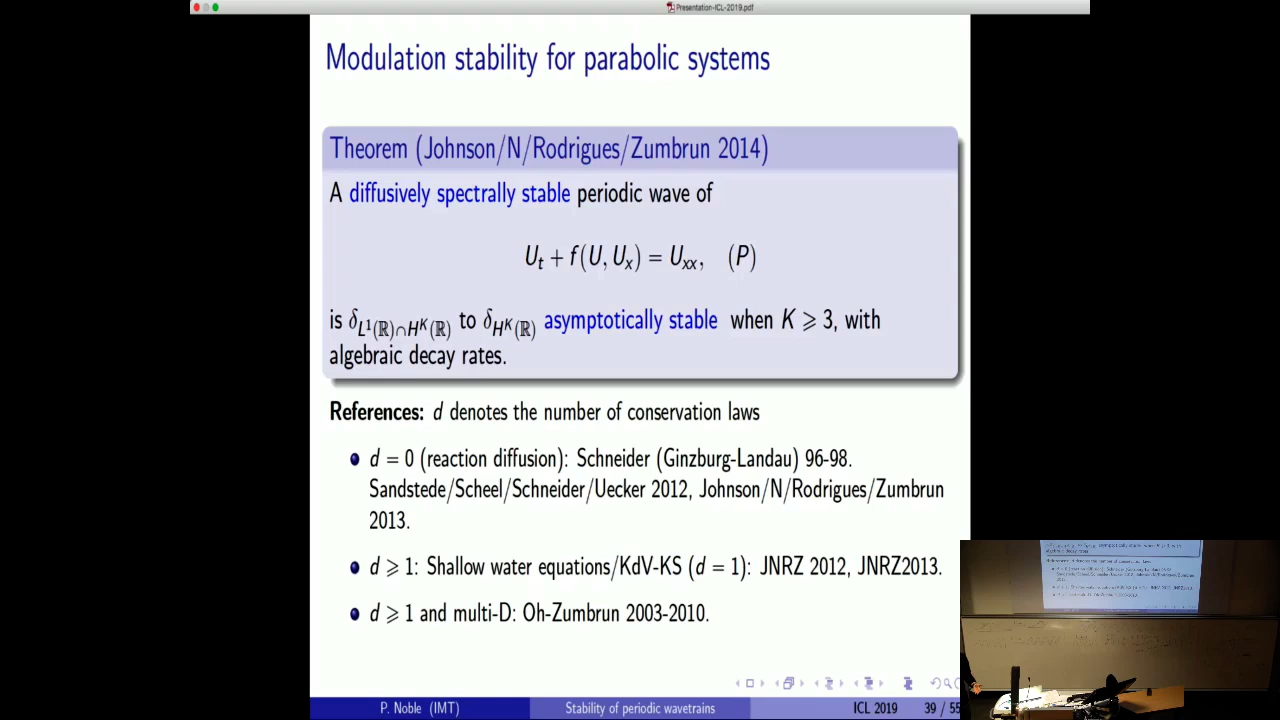 Presentation-ICL-2019.pdf
Modulation stability for parabolic systems
Theorem (Johnson/N/Rodrigues/Zumbrun 2014)
A diffusively spectrally stable periodic wave of
U_t + f(U, U_x) = U_xx, (P)
is δ_{L^1(ℝ)∩H^K(ℝ)} to δ_{H^K(ℝ)} asymptotically stable when K ⩾ 3, with
algebraic decay rates.
References: d denotes the number of conservation laws
d = 0 (reaction diffusion): Schneider (Ginzburg-Landau) 96-98.
Sandstede/Scheel/Schneider/Uecker 2012, Johnson/N/Rodrigues/Zumbrun
2013.
d ⩾ 1: Shallow water equations/KdV-KS (d = 1): JNRZ 2012, JNRZ2013.
d ⩾ 1 and multi-D: Oh-Zumbrun 2003-2010.
P. Noble (IMT) Stability of periodic wavetrains ICL 2019 39 / 55